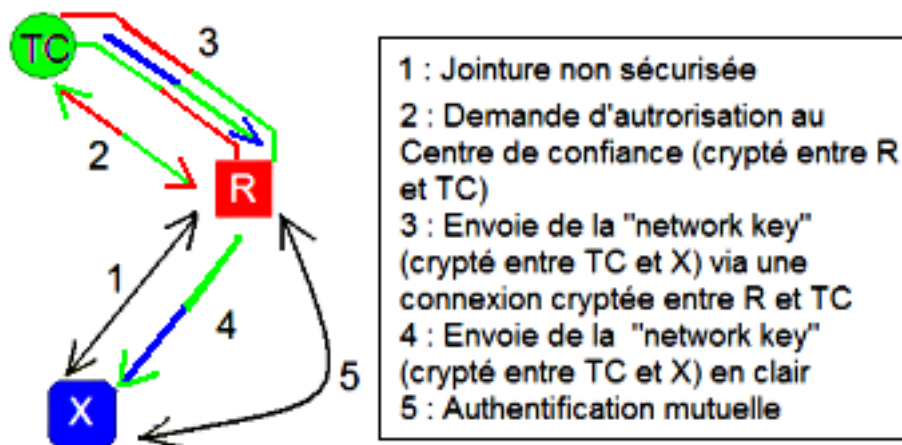 TC
3
2
R
1
4
5
X
1 : Jointure non sécurisée
2 : Demande d'autrorisation au
Centre de confiance (crypté entre R
et TC)
3 : Envoie de la "network key"
(crypté entre TC et X) via une
connexion cryptée entre R et TC
4 : Envoie de la "network key"
(crypté entre TC et X) en clair
5 : Authentification mutuelle